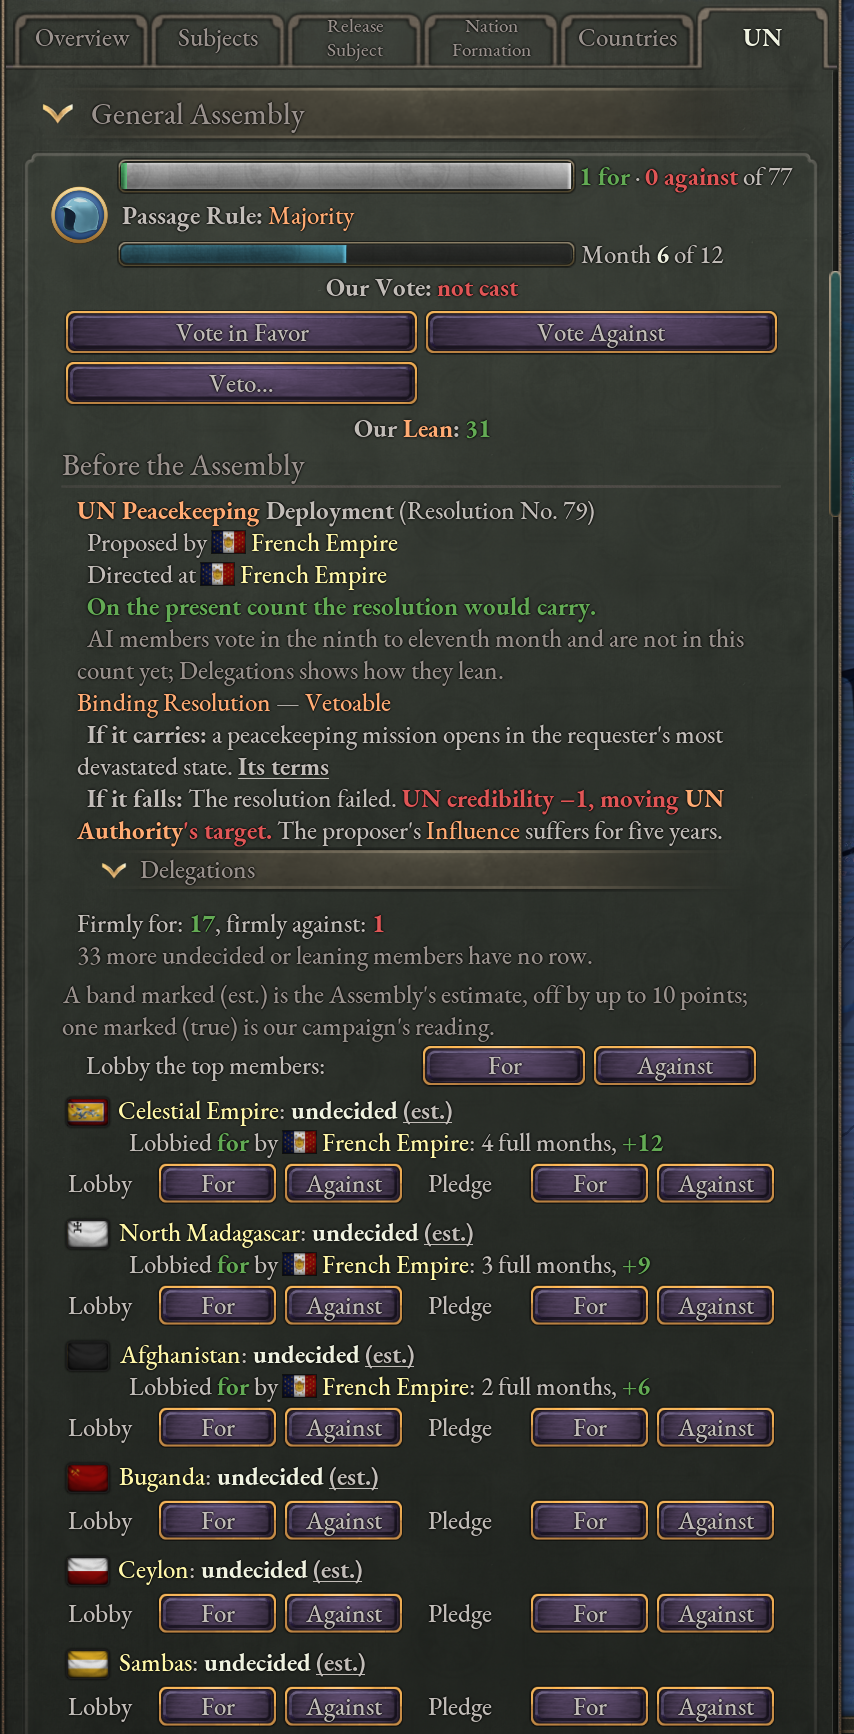 Overview
Subjects
Release
Subject
Nation
Formation
Countries
UN
General Assembly
1 for · 0 against of 77
Passage Rule: Majority
Month 6 of 12
Our Vote: not cast
Vote in Favor
Vote Against
Veto...
Our Lean: 31
Before the Assembly
UN Peacekeeping Deployment (Resolution No. 79)
Proposed by French Empire
Directed at French Empire
On the present count the resolution would carry.
AI members vote in the ninth to eleventh month and are not in this
count yet; Delegations shows how they lean.
Binding Resolution — Vetoable
If it carries: a peacekeeping mission opens in the requester's most
devastated state. Its terms
If it falls: The resolution failed. UN credibility −1, moving UN
Authority's target. The proposer's Influence suffers for five years.
Delegations
Firmly for: 17, firmly against: 1
33 more undecided or leaning members have no row.
A band marked (est.) is the Assembly's estimate, off by up to 10 points;
one marked (true) is our campaign's reading.
Lobby the top members: For Against
Celestial Empire: undecided (est.)
Lobbied for by French Empire: 4 full months, +12
Lobby For Against Pledge For Against
North Madagascar: undecided (est.)
Lobbied for by French Empire: 3 full months, +9
Lobby For Against Pledge For Against
Afghanistan: undecided (est.)
Lobbied for by French Empire: 2 full months, +6
Lobby For Against Pledge For Against
Buganda: undecided (est.)
Lobby For Against Pledge For Against
Ceylon: undecided (est.)
Lobby For Against Pledge For Against
Sambas: undecided (est.)
Lobby For Against Pledge For Against